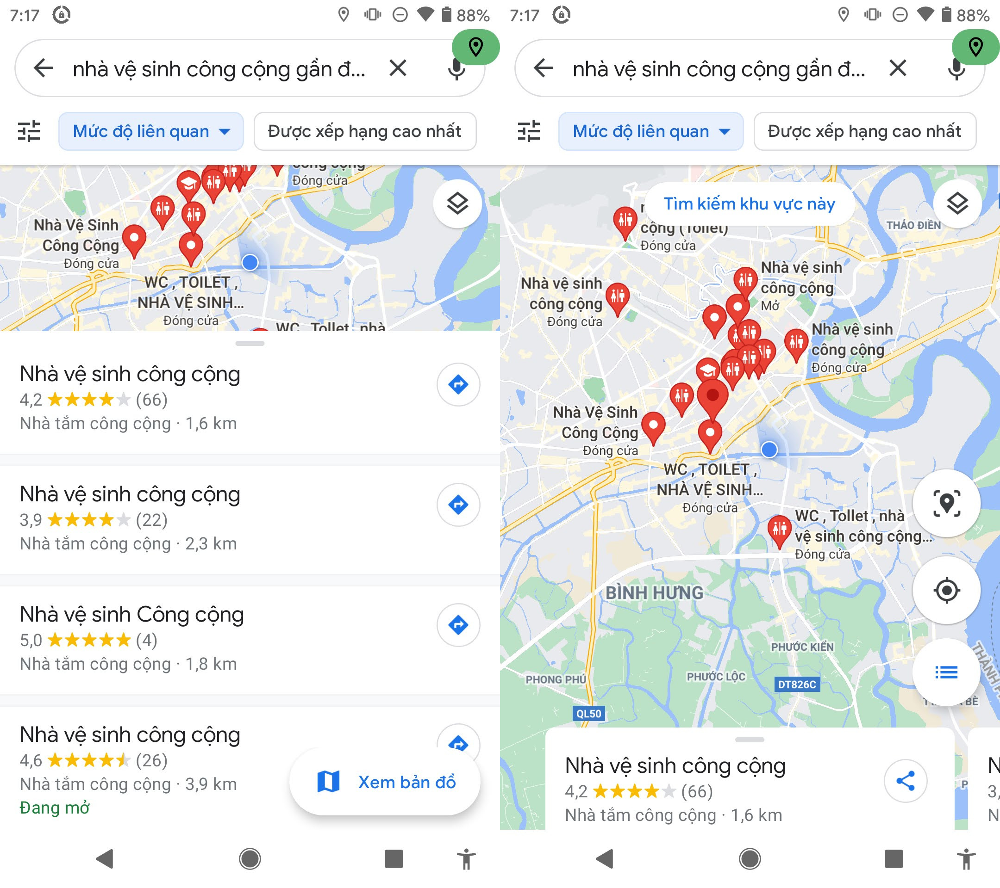 7:17
88%
nhà vệ sinh công cộng gần đ...
Mức độ liên quan
Được xếp hạng cao nhất
công cộng
Đóng cửa
Nhà Vệ Sinh
Công Cộng
Đóng cửa
WC , TOILET ,
NHÀ VỆ SINH...
Đóng cửa
WC , Tollet , nhà
Nhà vệ sinh công cộng
4,2 (66)
Nhà tắm công cộng · 1,6 km
Nhà vệ sinh công cộng
3,9 (22)
Nhà tắm công cộng · 2,3 km
Nhà vệ sinh Công cộng
5,0 (4)
Nhà tắm công cộng · 1,8 km
Nhà vệ sinh công cộng
4,6 (26)
Nhà tắm công cộng · 3,9 km
Đang mở
Xem bản đồ
7:17
88%
nhà vệ sinh công cộng gần đ...
Mức độ liên quan
Được xếp hạng cao nhất
Tìm kiếm khu vực này
cộng (Toilet)
Đóng cửa
THẢO ĐIỀN
Nhà vệ sinh
công cộng
Mở
Nhà vệ sinh
công cộng
Đóng cửa
Nhà vệ sinh
công cộng
Đóng cửa
Nhà Vệ Sinh
Công Cộng
Đóng cửa
WC , TOILET ,
NHÀ VỆ SINH...
Đóng cửa
WC , Tollet , nhà
vệ sinh công cộng...
Đóng cửa
BÌNH HƯNG
PHƯỚC KIỂN
PHONG PHÚ
PHƯỚC LỘC
DT826C
BÈ
QL50
Nhà vệ sinh công cộng
4,2 (66)
Nhà tắm công cộng · 1,6 km